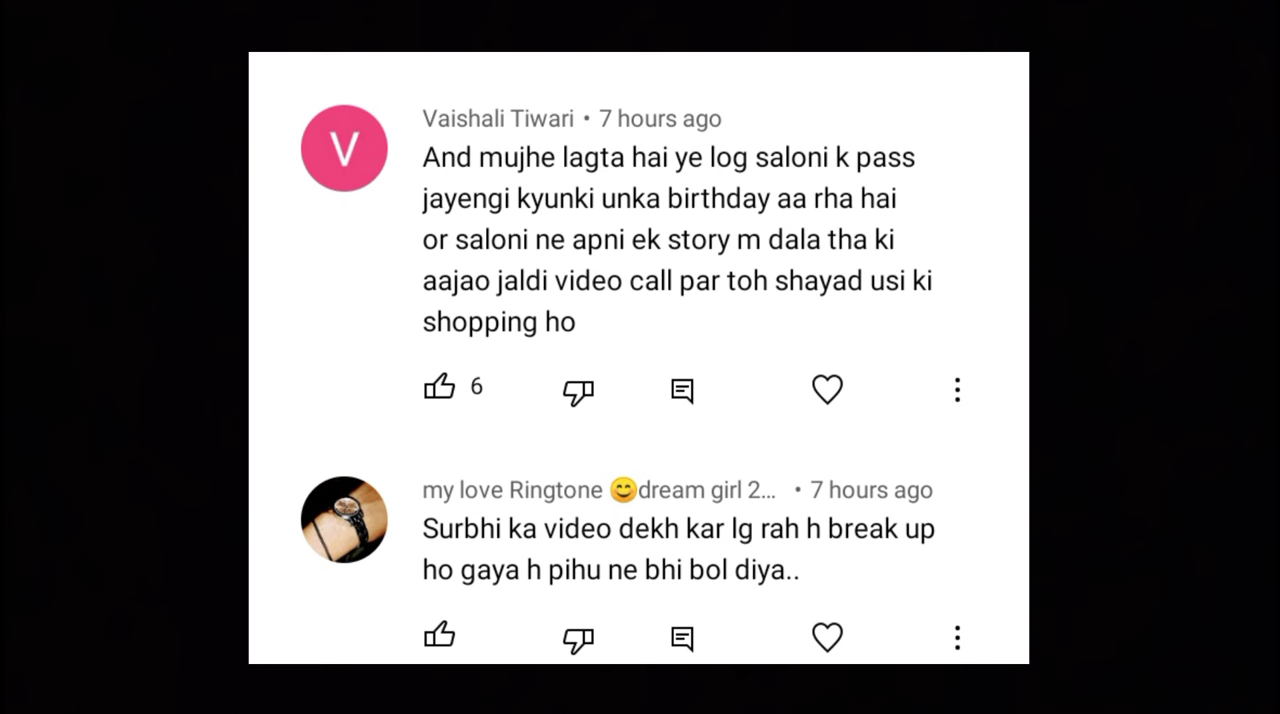 Vaishali Tiwari • 7 hours ago
And mujhe lagta hai ye log saloni k pass
jayengi kyunki unka birthday aa rha hai
or saloni ne apni ek story m dala tha ki
aajao jaldi video call par toh shayad usi ki
shopping ho
6
my love Ringtone 😊dream girl 2... • 7 hours ago
Surbhi ka video dekh kar lg rah h break up
ho gaya h pihu ne bhi bol diya..
V